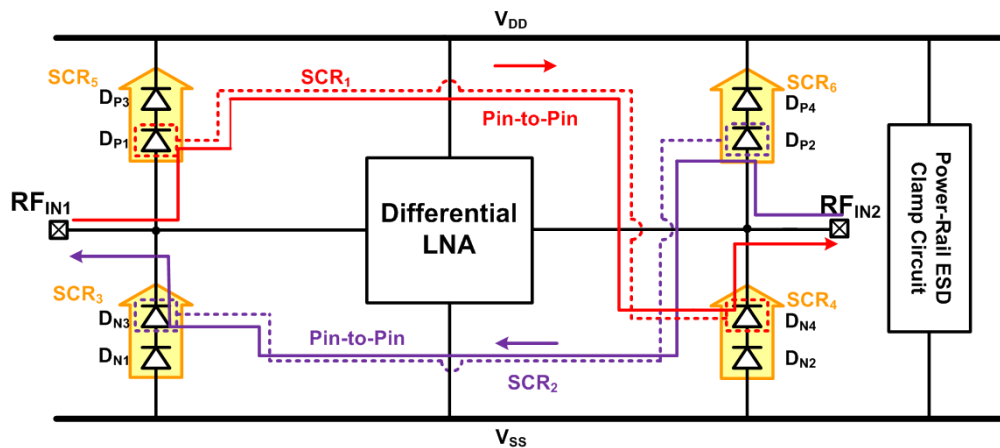 VDD
SCR5
SCR1
SCR6
DP3
DP4
Pin-to-Pin
DP1
DP2
Power-Rail ESD
Clamp Circuit
RFIN1
Differential
LNA
RFIN2
SCR3
SCR4
DN3
Pin-to-Pin
DN4
DN1
SCR2
DN2
VSS